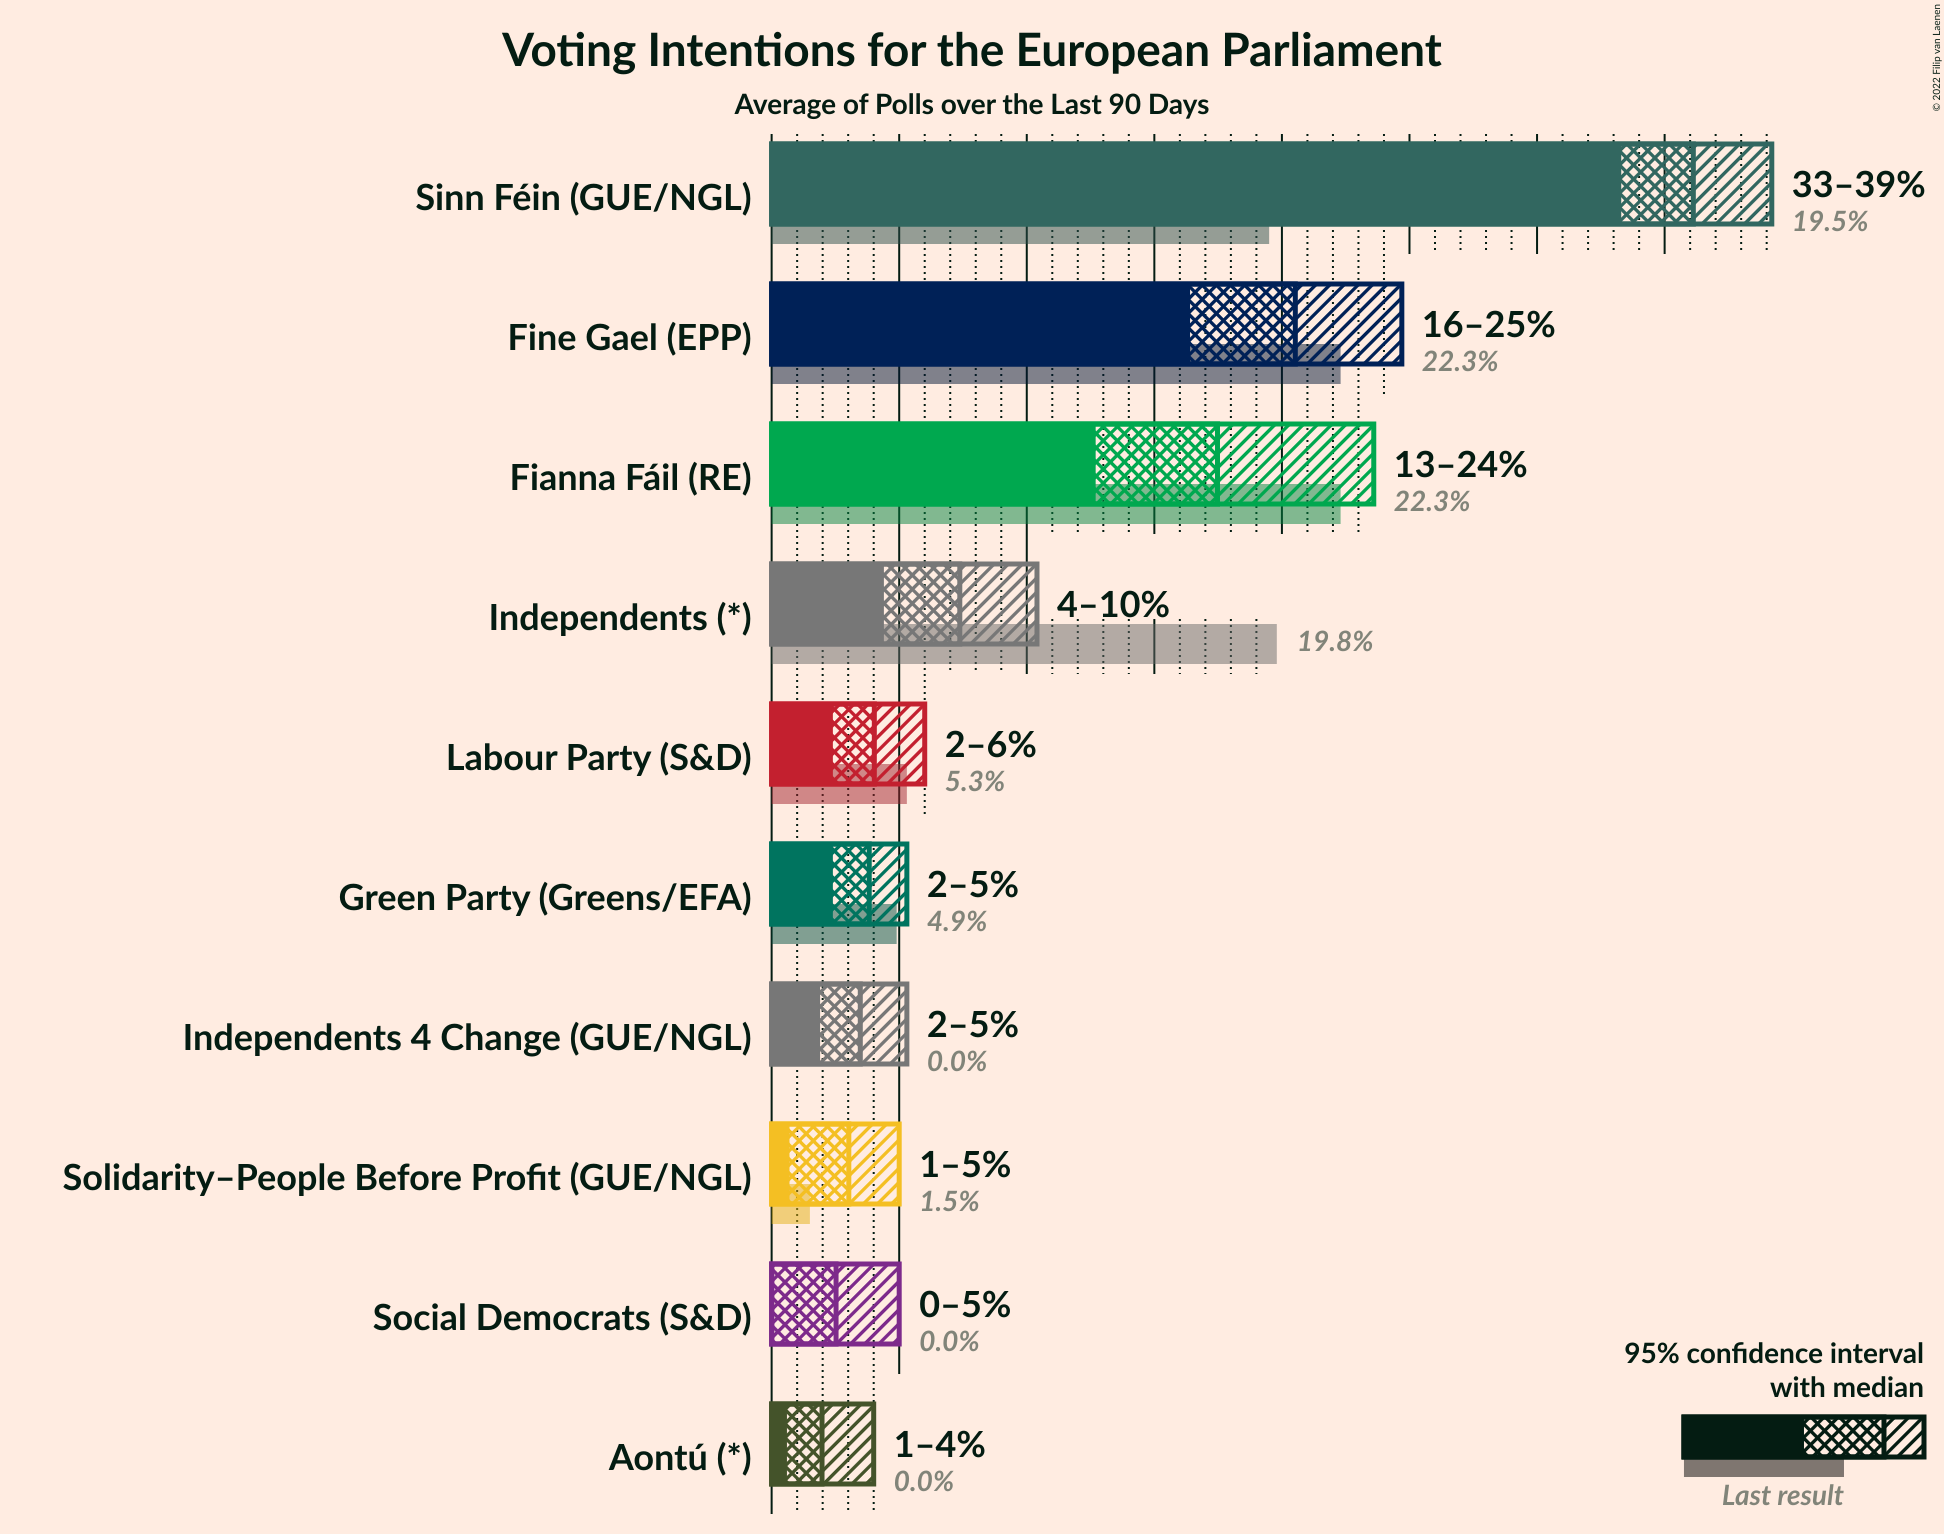 Voting Intentions for the European Parliament
Average of Polls over the Last 90 Days
© 2022 Filip van Laenen
Sinn Féin (GUE/NGL)
33–39%
19.5%
Fine Gael (EPP)
16–25%
22.3%
Fianna Fáil (RE)
13–24%
22.3%
Independents (*)
4–10%
19.8%
Labour Party (S&D)
2–6%
5.3%
Green Party (Greens/EFA)
2–5%
4.9%
Independents 4 Change (GUE/NGL)
2–5%
0.0%
Solidarity–People Before Profit (GUE/NGL)
1–5%
1.5%
Social Democrats (S&D)
0–5%
0.0%
Aontú (*)
1–4%
0.0%
95% confidence interval
with median
Last result